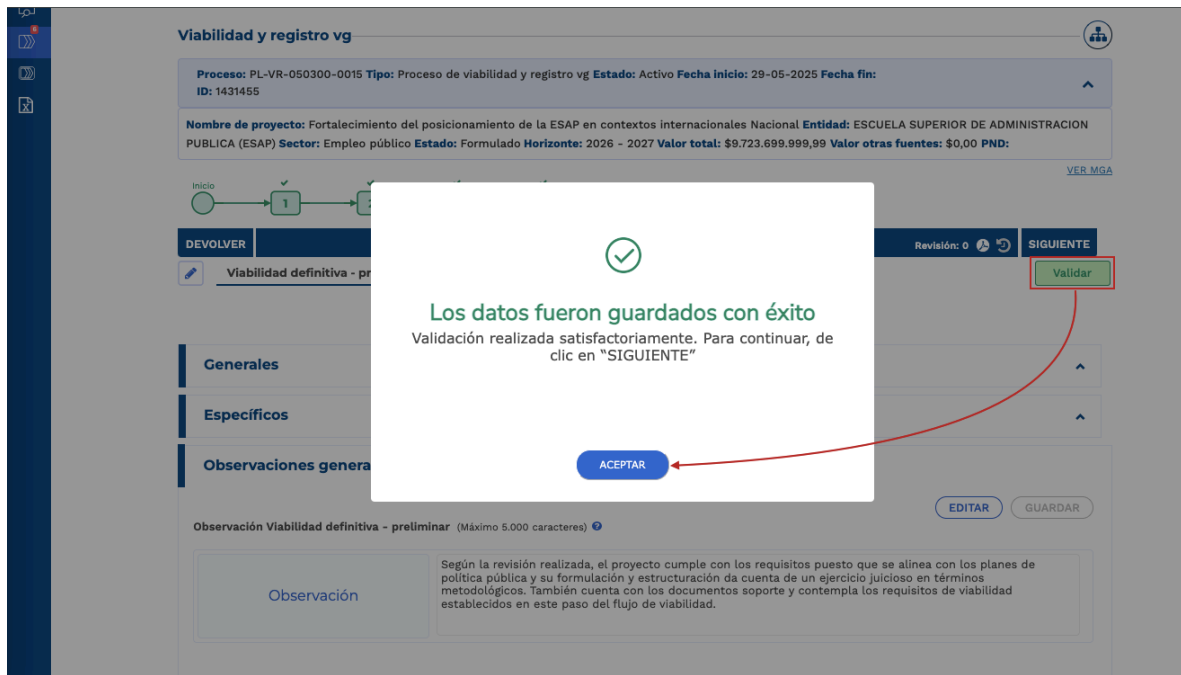 8
Viabilidad y registro vg
Proceso: PL-VR-050300-0015 Tipo: Proceso de viabilidad y registro vg Estado: Activo Fecha inicio: 29-05-2025 Fecha fin:
ID: 1431455
Nombre de proyecto: Fortalecimiento del posicionamiento de la ESAP en contextos internacionales Nacional Entidad: ESCUELA SUPERIOR DE ADMINISTRACION
PUBLICA (ESAP) Sector: Empleo público Estado: Formulado Horizonte: 2026 - 2027 Valor total: $9.723.699.999,99 Valor otras fuentes: $0,00 PND:
VER MGA
Inicio
1
DEVOLVER
Revisión: 0
SIGUIENTE
Viabilidad definitiva - pr
Validar
Los datos fueron guardados con éxito
Validación realizada satisfactoriamente. Para continuar, de
clic en “SIGUIENTE”
ACEPTAR
Generales
Específicos
Observaciones genera
EDITAR
GUARDAR
Observación Viabilidad definitiva - preliminar (Máximo 5.000 caracteres) ?
Observación
Según la revisión realizada, el proyecto cumple con los requisitos puesto que se alinea con los planes de
política pública y su formulación y estructuración da cuenta de un ejercicio juicioso en términos
metodológicos. También cuenta con los documentos soporte y contempla los requisitos de viabilidad
establecidos en este paso del flujo de viabilidad.